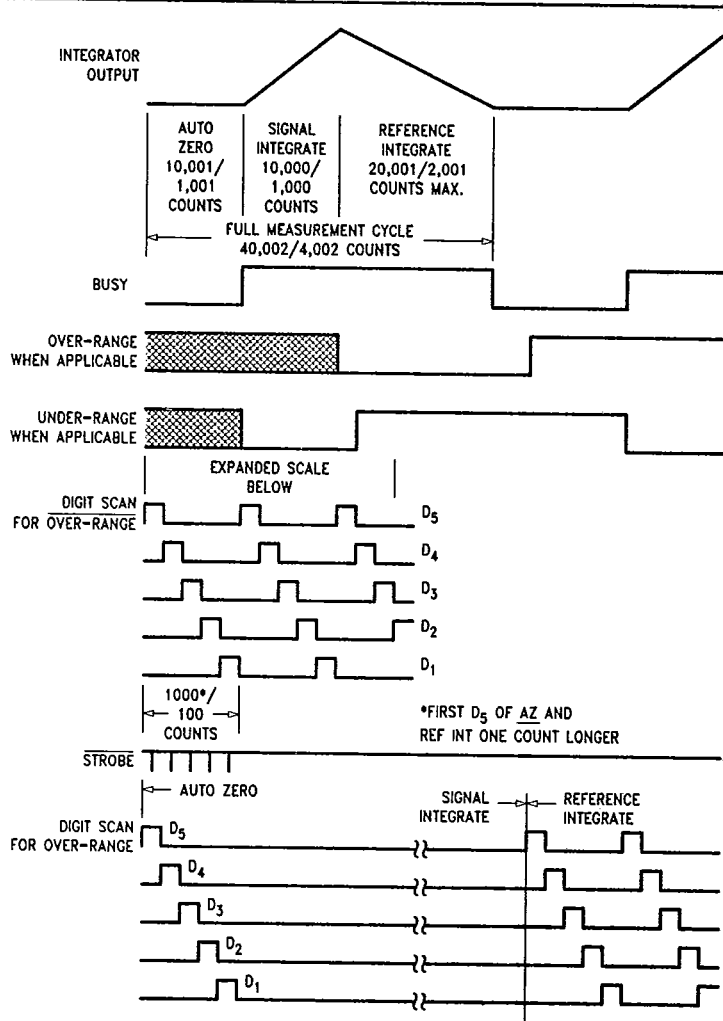 INTEGRATOR
OUTPUT
AUTO
ZERO
10,001/
1,001
COUNTS
SIGNAL
INTEGRATE
10,000/
1,000
COUNTS
REFERENCE
INTEGRATE
20,001/2,001
COUNTS MAX.
FULL MEASUREMENT CYCLE
40,002/4,002 COUNTS
BUSY
OVER-RANGE
WHEN APPLICABLE
UNDER-RANGE
WHEN APPLICABLE
EXPANDED SCALE
BELOW
DIGIT SCAN
FOR OVER-RANGE
D5
D4
D3
D2
D1
1000*/
100
COUNTS
*FIRST D5 OF AZ AND
REF INT ONE COUNT LONGER
STROBE
AUTO ZERO
SIGNAL
INTEGRATE
REFERENCE
INTEGRATE
DIGIT SCAN
FOR OVER-RANGE
D5
D4
D3
D2
D1